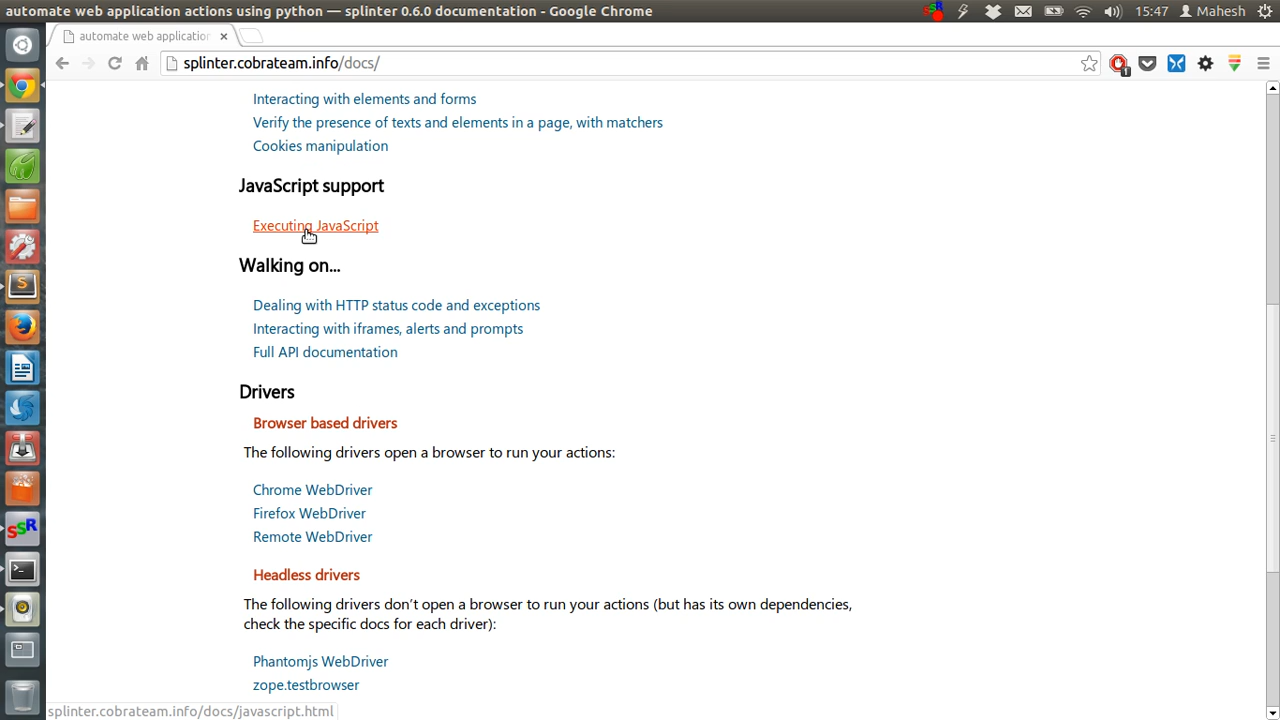 automate web application actions using python — splinter 0.6.0 documentation - Google Chrome
15:47 Mahesh
automate web application
splinter.cobrateam.info/docs/
1
Interacting with elements and forms
Verify the presence of texts and elements in a page, with matchers
Cookies manipulation
JavaScript support
Executing JavaScript
Walking on...
Dealing with HTTP status code and exceptions
Interacting with iframes, alerts and prompts
Full API documentation
Drivers
Browser based drivers
The following drivers open a browser to run your actions:
Chrome WebDriver
Firefox WebDriver
Remote WebDriver
Headless drivers
The following drivers don’t open a browser to run your actions (but has its own dependencies,
check the specific docs for each driver):
Phantomjs WebDriver
zope.testbrowser
splinter.cobrateam.info/docs/javascript.html
SSR